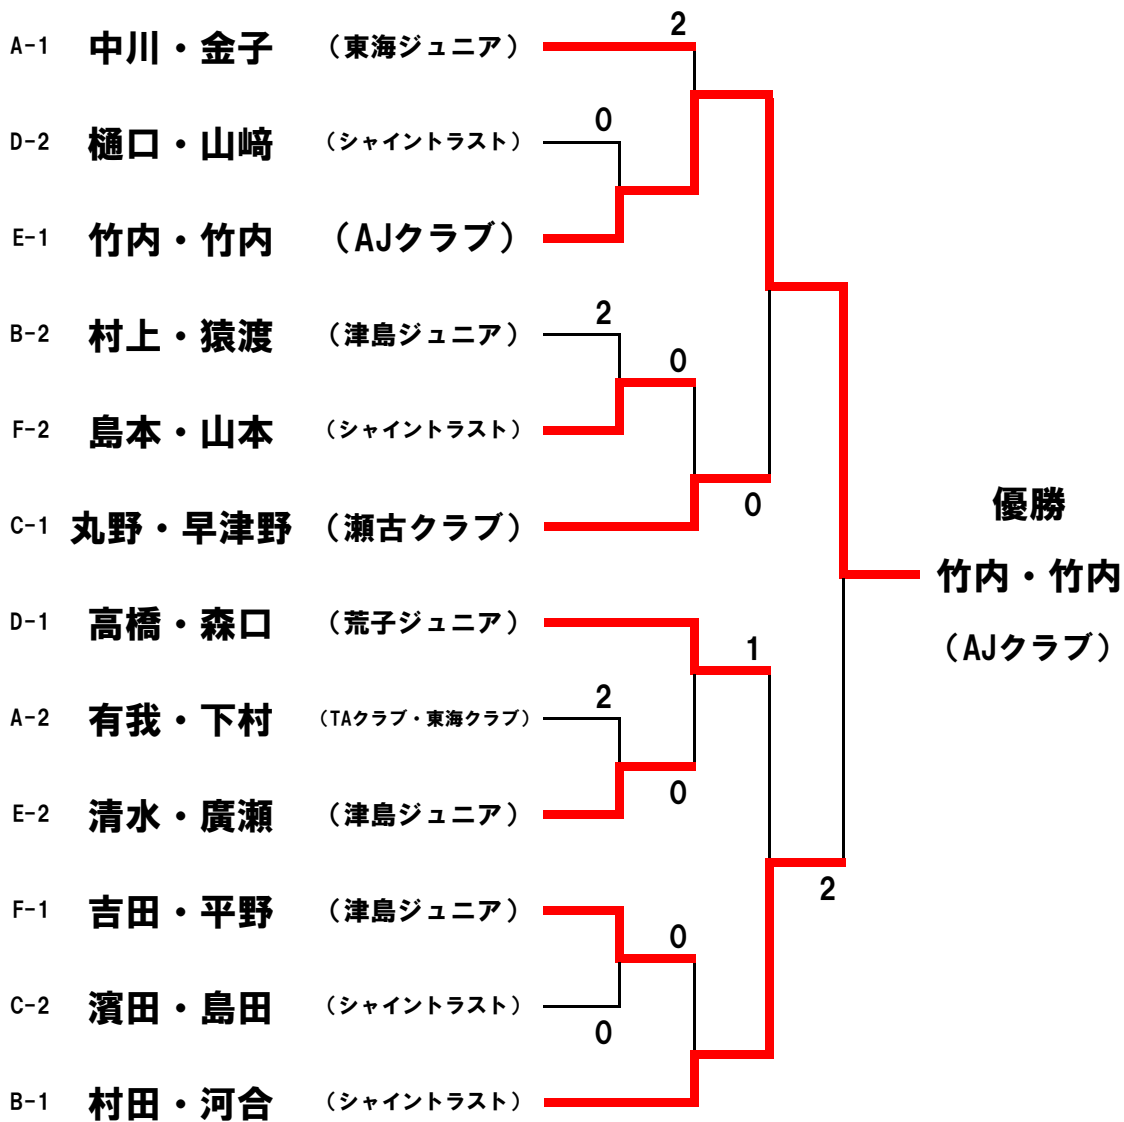 2
A-1 中川・金子 （東海ジュニア）
0
D-2 樋口・山﨑 （シャイントラスト）
E-1 竹内・竹内 （AJクラブ）
2
B-2 村上・猿渡 （津島ジュニア）
0
F-2 島本・山本 （シャイントラスト）
0
優勝
C-1 丸野・早津野 （瀬古クラブ）
竹内・竹内
D-1 高橋・森口 （荒子ジュニア）
1
（AJクラブ）
2
A-2 有我・下村 （TAクラブ・東海クラブ）
0
E-2 清水・廣瀬 （津島ジュニア）
2
F-1 吉田・平野 （津島ジュニア）
0
C-2 濱田・島田 （シャイントラスト）
0
B-1 村田・河合 （シャイントラスト）